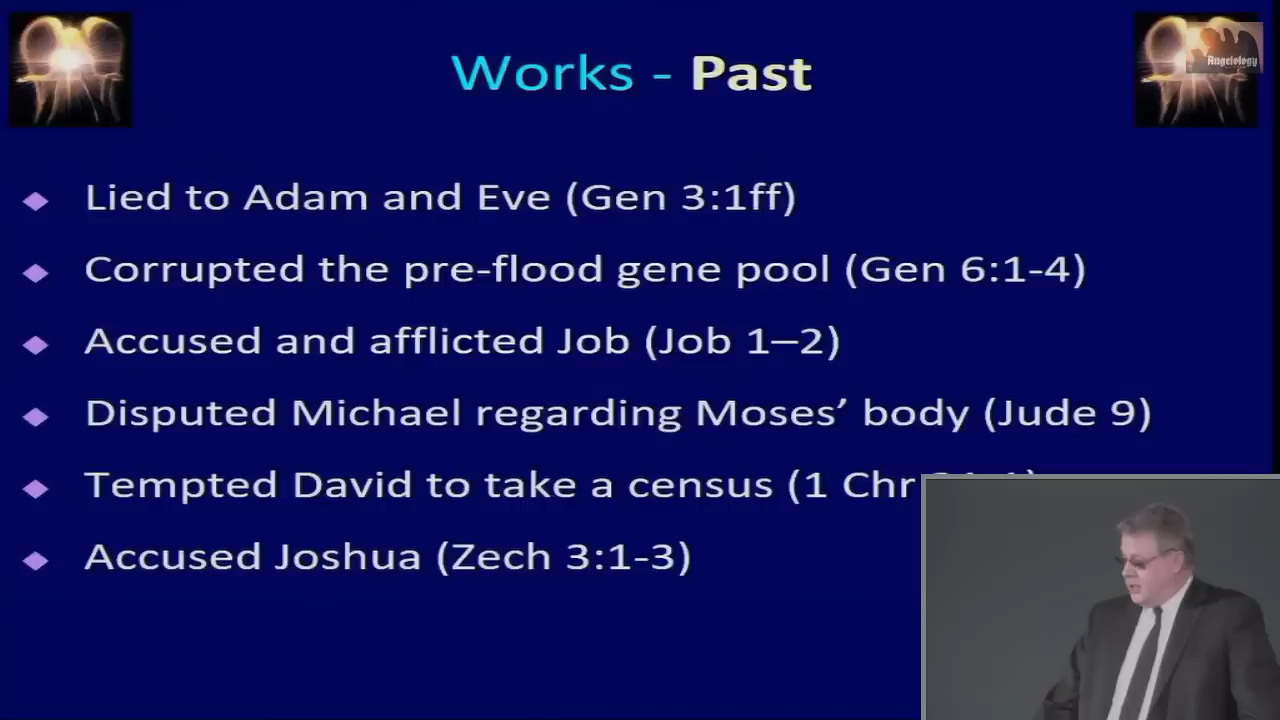 Angelology
Works - Past
Lied to Adam and Eve (Gen 3:1ff)
Corrupted the pre-flood gene pool (Gen 6:1-4)
Accused and afflicted Job (Job 1–2)
Disputed Michael regarding Moses’ body (Jude 9)
Tempted David to take a census (1 Chr
Accused Joshua (Zech 3:1-3)